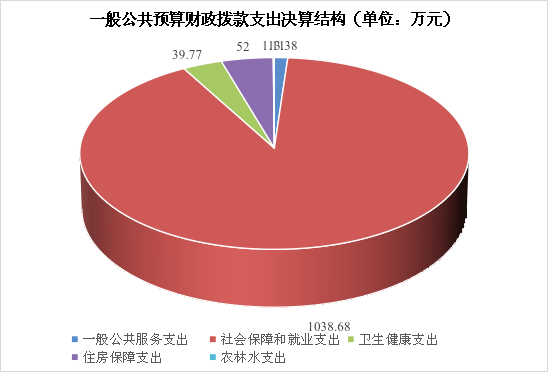 一般公共预算财政拨款支出决算结构（单位：万元）
39.77
52
1038.68
一般公共服务支出 社会保障和就业支出 卫生健康支出
住房保障支出 农林水支出